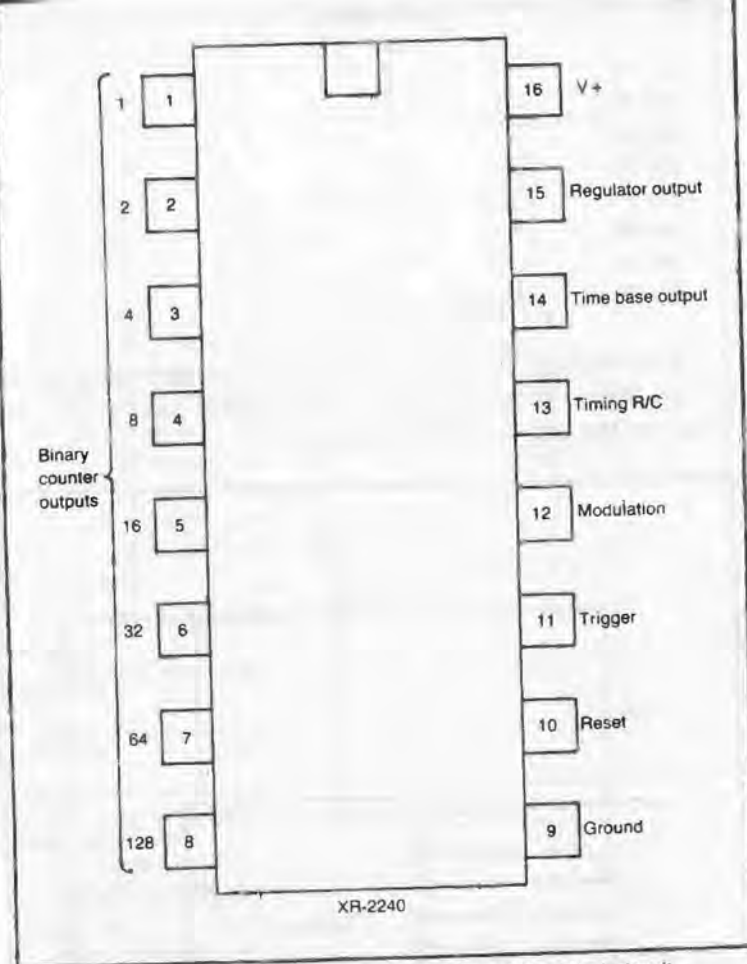 1 1
2 2
4 3
8 4
16 5
32 6
64 7
128 8
Binary
counter
outputs
16 V +
15 Regulator output
14 Time base output
13 Timing R/C
12 Modulation
11 Trigger
10 Reset
9 Ground
XR-2240